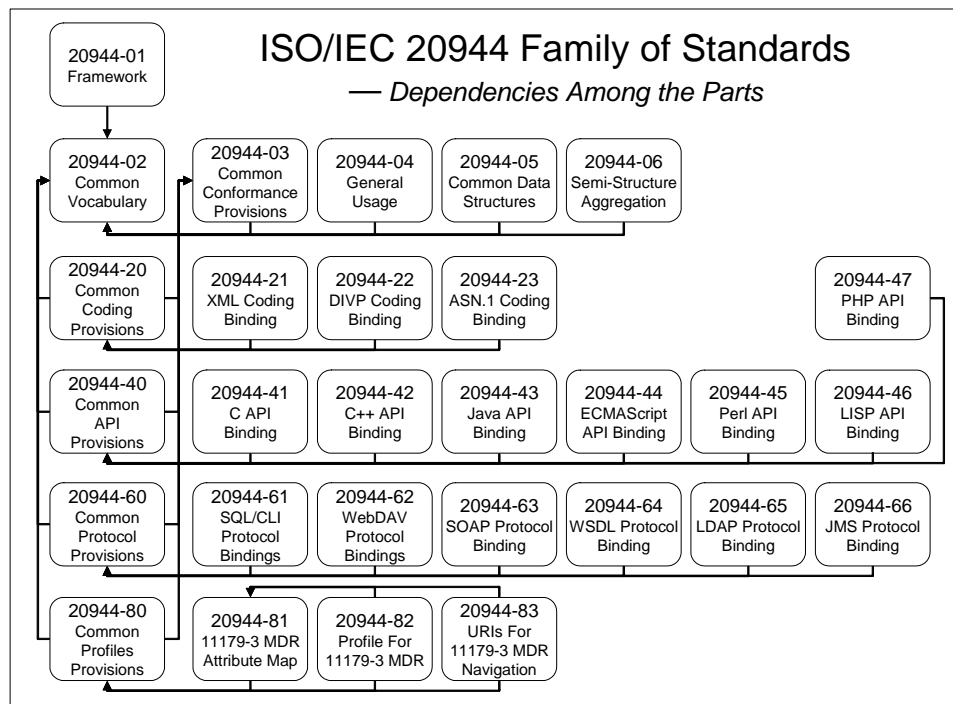 ISO/IEC 20944 Family of Standards
— Dependencies Among the Parts
20944-01
Framework
20944-02
Common
Vocabulary
20944-03
Common
Conformance
Provisions
20944-04
General
Usage
20944-05
Common Data
Structures
20944-06
Semi-Structure
Aggregation
20944-20
Common
Coding
Provisions
20944-21
XML Coding
Binding
20944-22
DIVP Coding
Binding
20944-23
ASN.1 Coding
Binding
20944-47
PHP API
Binding
20944-40
Common
API
Provisions
20944-41
C API
Binding
20944-42
C++ API
Binding
20944-43
Java API
Binding
20944-44
ECMAScript
API Binding
20944-45
Perl API
Binding
20944-46
LISP API
Binding
20944-60
Common
Protocol
Provisions
20944-61
SQL/CLI
Protocol
Bindings
20944-62
WebDAV
Protocol
Bindings
20944-63
SOAP Protocol
Binding
20944-64
WSDL Protocol
Binding
20944-65
LDAP Protocol
Binding
20944-66
JMS Protocol
Binding
20944-80
Common
Profiles
Provisions
20944-81
11179-3 MDR
Attribute Map
20944-82
Profile For
11179-3 MDR
20944-83
URIs For
11179-3 MDR
Navigation